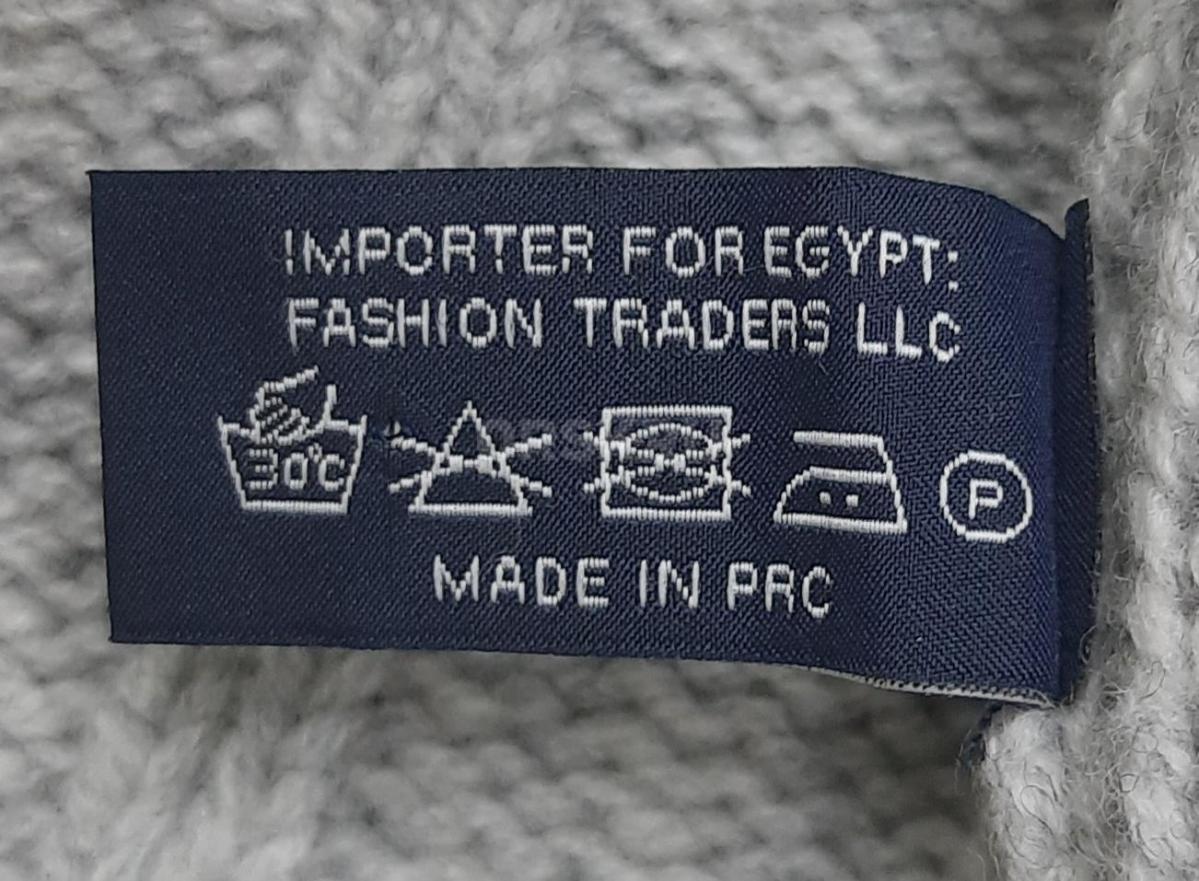 IMPORTER FOR EGYPT:
FASHION TRADERS LLC
30°C
P
MADE IN PRC